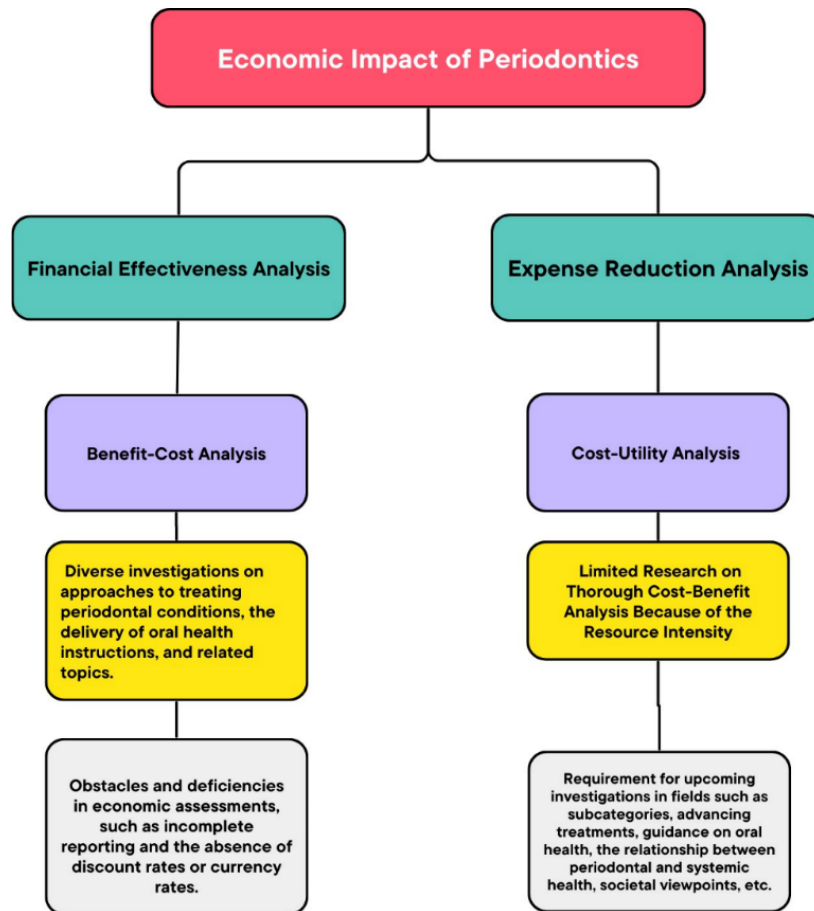 Economic Impact of Periodontics
Financial Effectiveness Analysis
Expense Reduction Analysis
Benefit-Cost Analysis
Cost-Utility Analysis
Diverse investigations on
approaches to treating
periodontal conditions, the
delivery of oral health
instructions, and related
topics.
Limited Research on
Thorough Cost-Benefit
Analysis Because of the
Resource Intensity
Obstacles and deficiencies
in economic assessments,
such as incomplete
reporting and the absence of
discount rates or currency
rates.
Requirement for upcoming
investigations in fields such as
subcategories, advancing
treatments, guidance on oral
health, the relationship between
periodontal and systemic
health, societal viewpoints, etc.